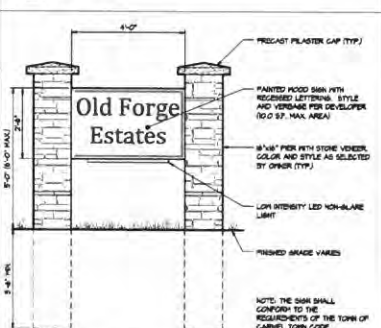 4'-0"
PRECAST PILASTER CAP (TYP.)
PAINTED WOOD SIGN WITH
RECESSED LETTERING. STYLE
AND VERBAGE PER DEVELOPER
(10.0 S.F. MAX. AREA)
Old Forge
Estates
2'-8"
5'-0" (6'-0" MAX.)
18"x18" PIER WITH STONE VENEER,
COLOR AND STYLE AS SELECTED
BY OWNER (TYP.)
LOW INTENSITY LED NON-GLARE
LIGHT
FINISHED GRADE VARIES
MIN.
NOTE: THE SIGN SHALL
CONFORM TO THE
REQUIREMENTS OF THE TOWN OF
CARMEL TOWN CODE